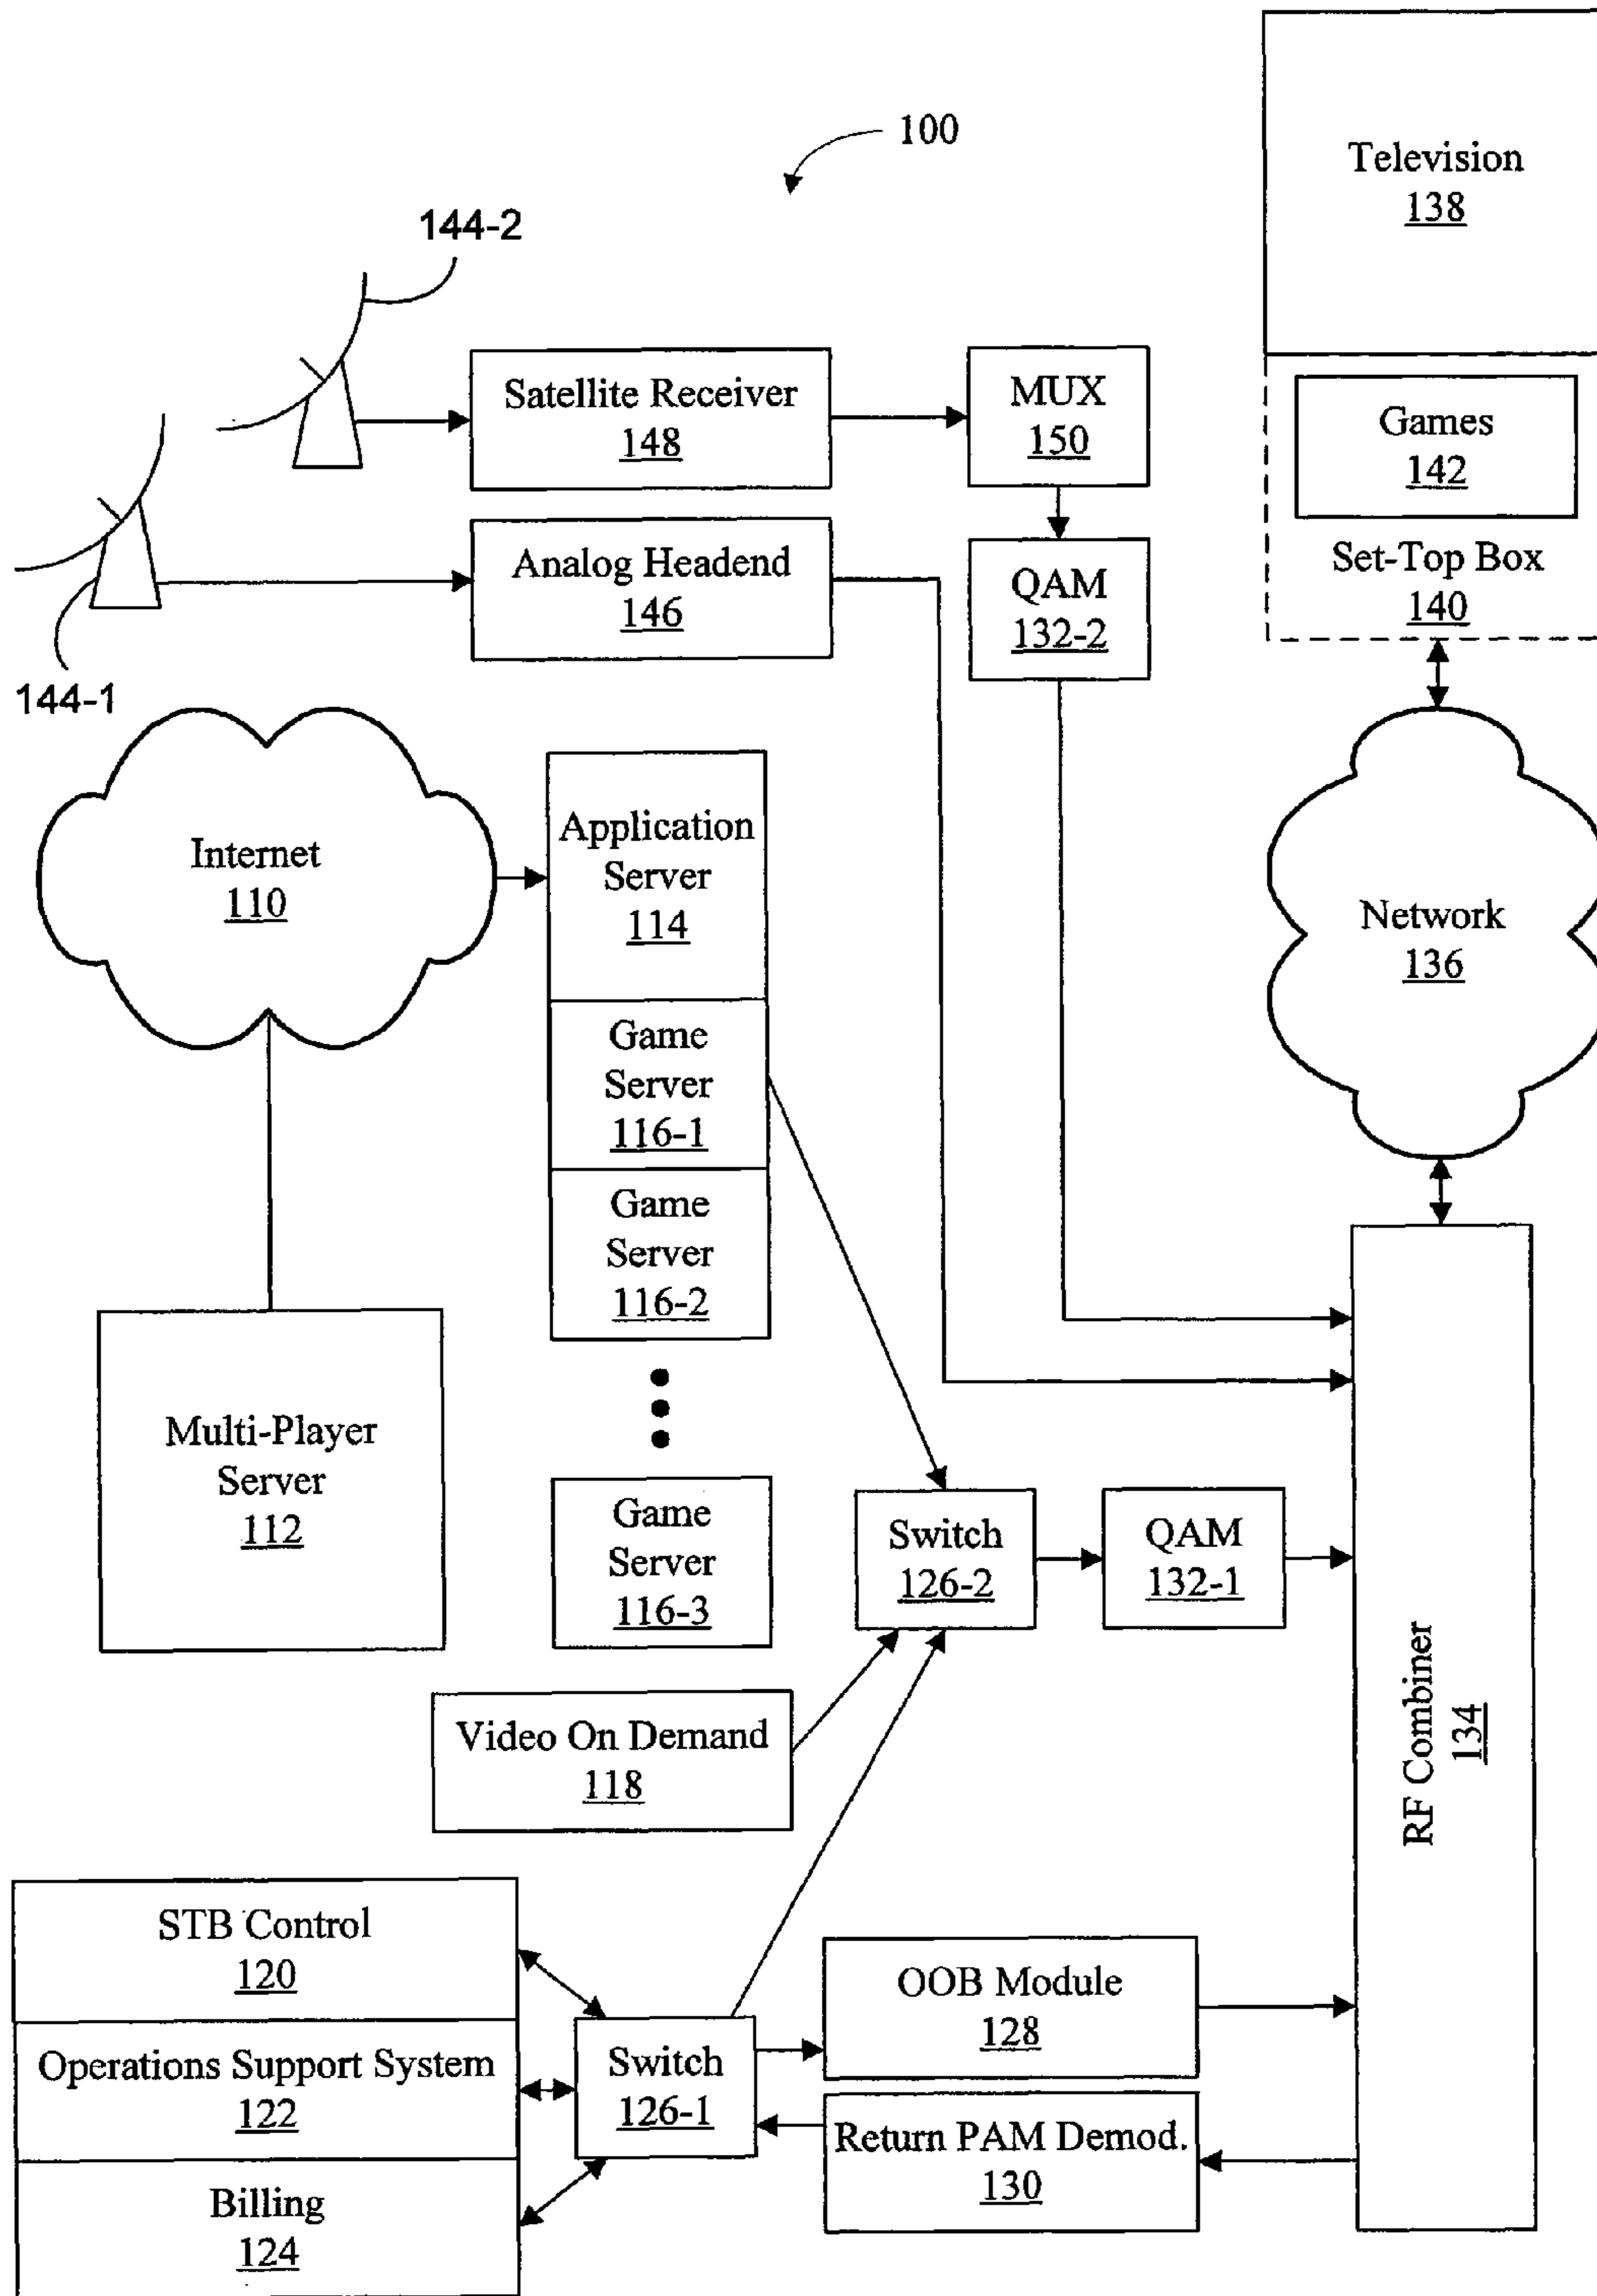 100
Television
138
144-2
Satellite Receiver
148
MUX
150
Games
142
Analog Headend
146
QAM
132-2
Set-Top Box
140
144-1
Internet
110
Application
Server
114
Network
136
Game
Server
116-1
Game
Server
116-2
Multi-Player
Server
112
Game
Server
116-3
Switch
126-2
QAM
132-1
RF Combiner
134
Video On Demand
118
STB Control
120
OOB Module
128
Operations Support System
122
Switch
126-1
Return PAM Demod.
130
Billing
124